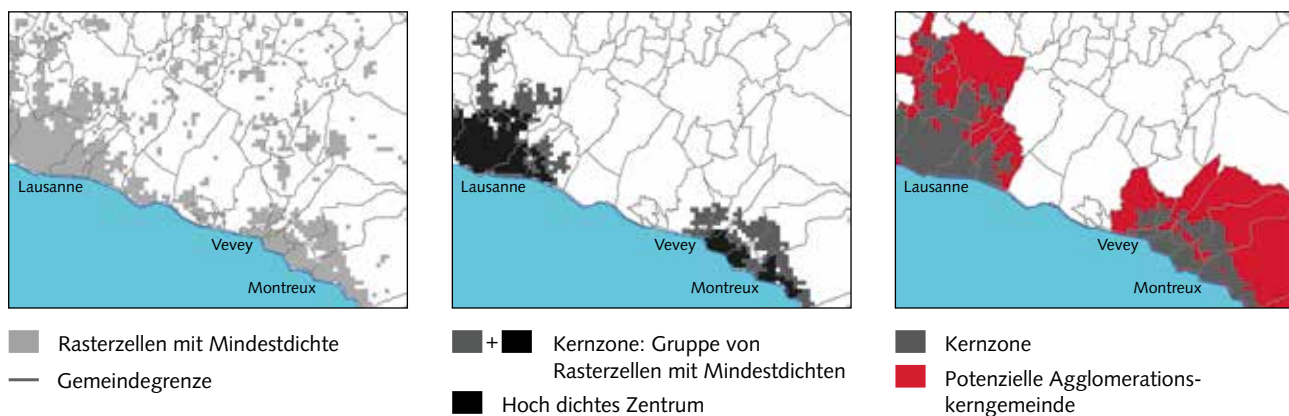 Lausanne
Vevey
Montreux
Rasterzellen mit Mindestdichte
Gemeindegrenze
Lausanne
Vevey
Montreux
+ Kernzone: Gruppe von
Rasterzellen mit Mindestdichten
Hoch dichtes Zentrum
Lausanne
Vevey
Montreux
Kernzone
Potenzielle Agglomerations-
kerngemeinde